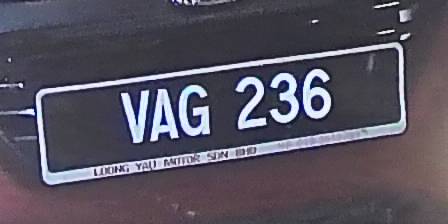 VAG 236
LOONG YAU MOTOR SDN BHD